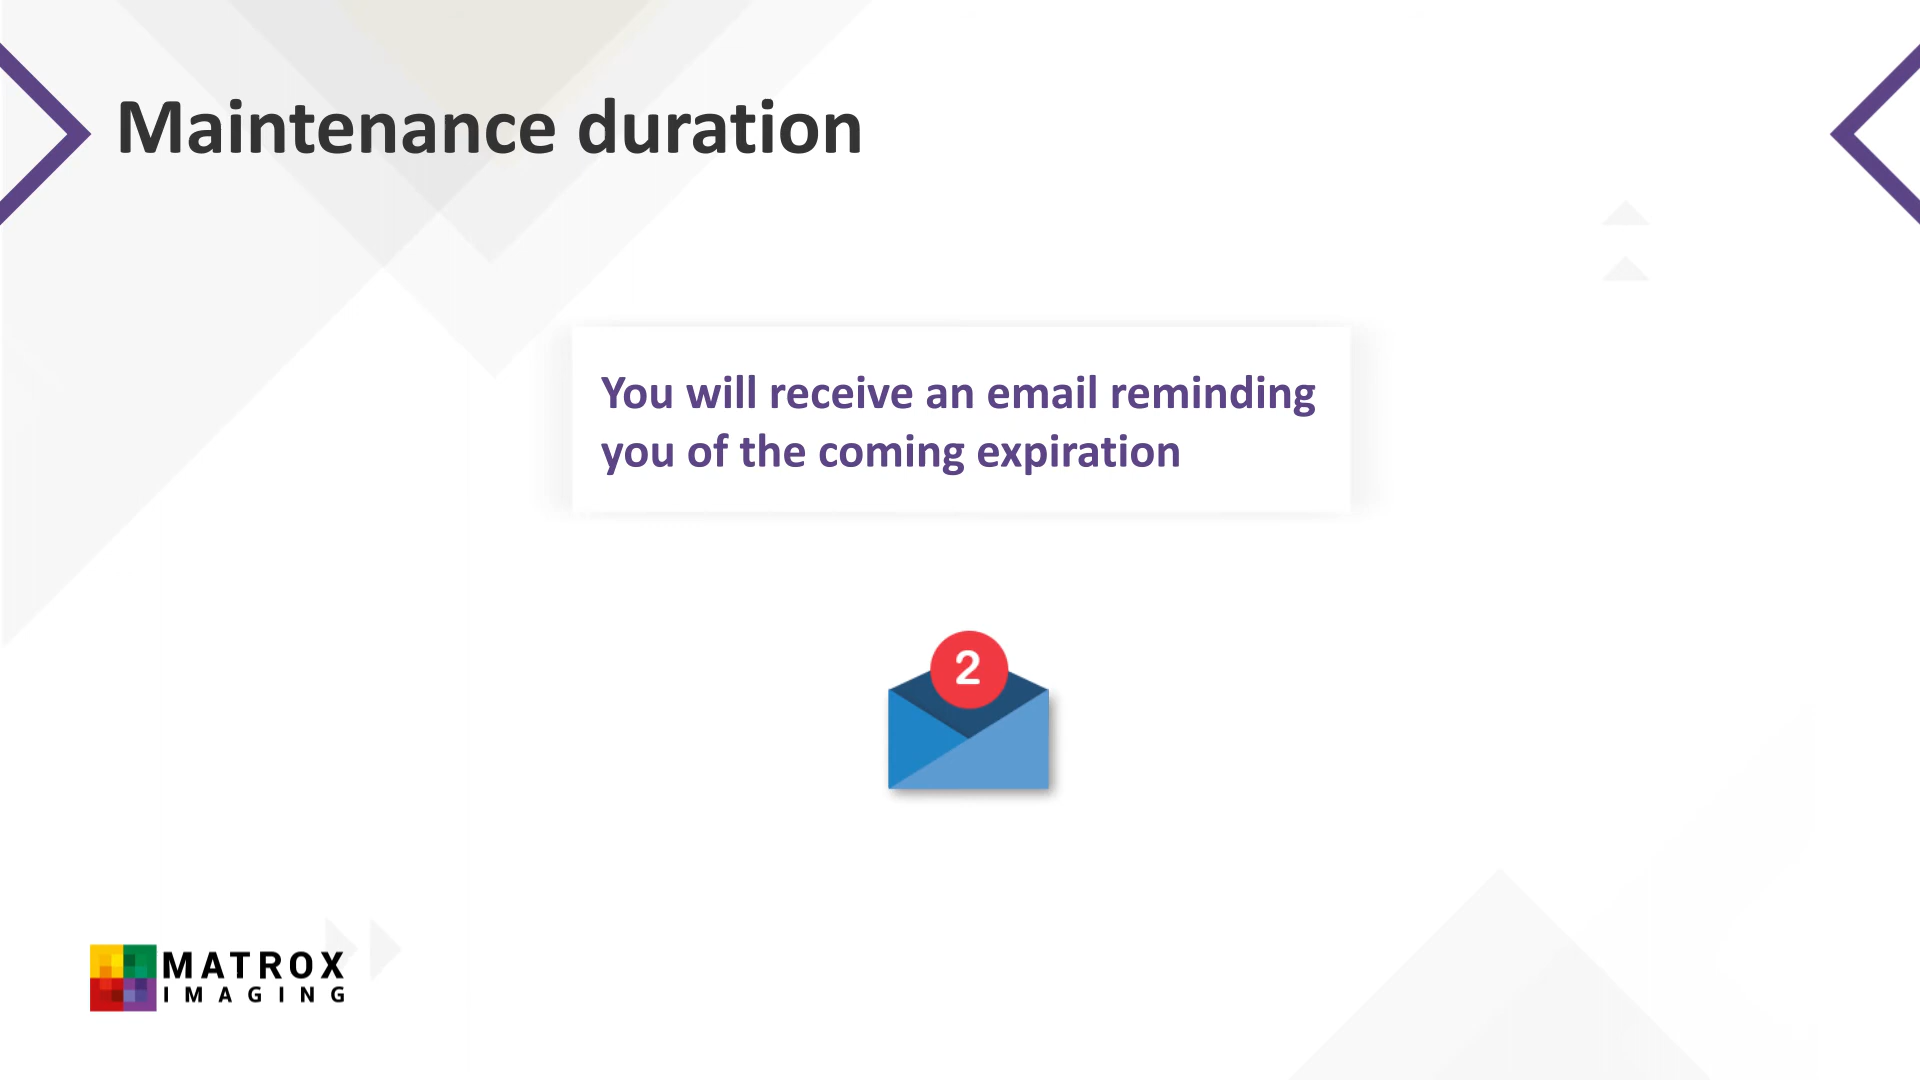 Maintenance duration
You will receive an email reminding
you of the coming expiration
2
MATROX
IMAGING